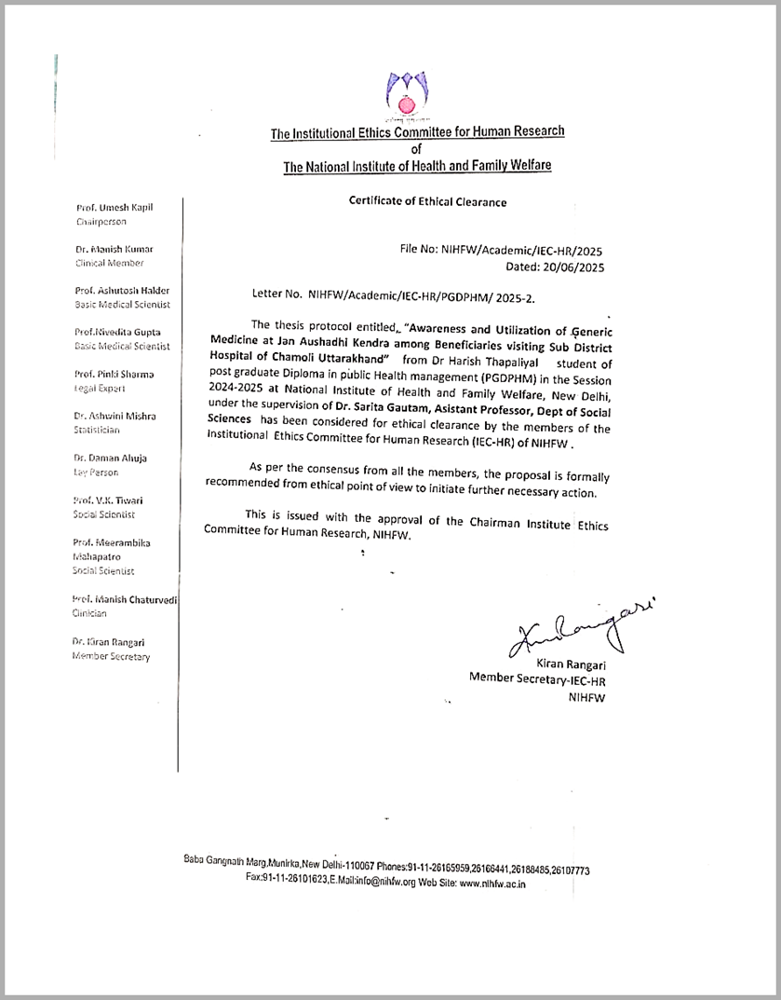 The Institutional Ethics Committee for Human Research
of
The National Institute of Health and Family Welfare
Prof. Umesh Kapil
Chairperson
Dr. Manish Kumar
Clinical Member
Prof. Ashutosh Halder
Basic Medical Scientist
Prof.Nivedita Gupta
Basic Medical Scientist
Prof. Pinki Sharma
Legal Expert
Dr. Ashwini Mishra
Statistician
Dr. Daman Ahuja
Lay Person
Prof. V.K. Tiwari
Social Scientist
Prof. Meerambika
Mahapatro
Social Scientist
Prof. Manish Chaturvedi
Clinician
Dr. Kiran Rangari
Member Secretary
Certificate of Ethical Clearance
File No: NIHFW/Academic/IEC-HR/2025
Dated: 20/06/2025
Letter No. NIHFW/Academic/IEC-HR/PGDPHM/ 2025-2.
The thesis protocol entitled, “Awareness and Utilization of Generic
Medicine at Jan Aushadhi Kendra among Beneficiaries visiting Sub District
Hospital of Chamoli Uttarakhand” from Dr Harish Thapaliyal student of
post graduate Diploma in public Health management (PGDPHM) in the Session
2024-2025 at National Institute of Health and Family Welfare, New Delhi,
under the supervision of Dr. Sarita Gautam, Asistant Professor, Dept of Social
Sciences has been considered for ethical clearance by the members of the
Institutional Ethics Committee for Human Research (IEC-HR) of NIHFW .
As per the consensus from all the members, the proposal is formally
recommended from ethical point of view to initiate further necessary action.
This is issued with the approval of the Chairman Institute Ethics
Committee for Human Research, NIHFW.
Kiran Rangari
Member Secretary-IEC-HR
NIHFW
Baba Gangnath Marg,Munirka,New Delhi-110067 Phones:91-11-26165959,26166441,26188485,26107773
Fax:91-11-26101623,E.Mail:info@nihfw.org Web Site: www.nihfw.ac.in